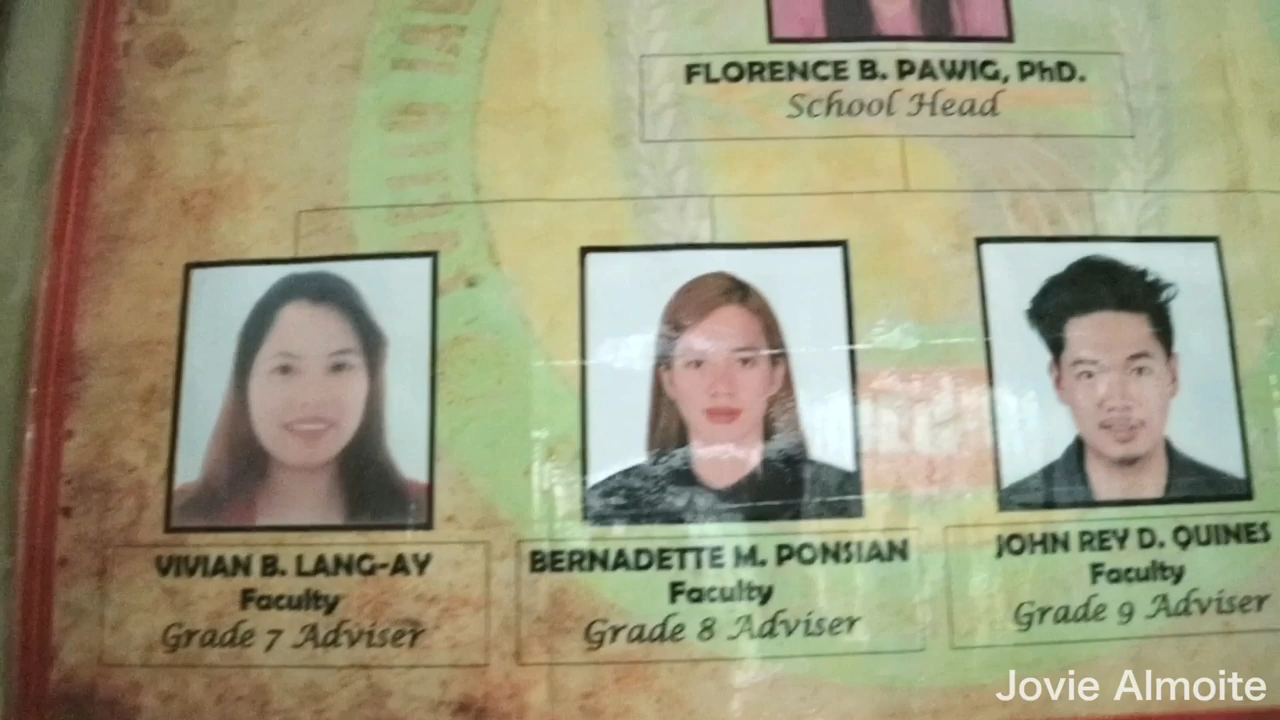 FLORENCE B. PAWIG, PhD.
School Head
VIVIAN B. LANG-AY
Faculty
Grade 7 Adviser
BERNADETTE M. PONSIAN
Faculty
Grade 8 Adviser
JOHN REY D. QUINES
Faculty
Grade 9 Adviser
Jovie Almoite